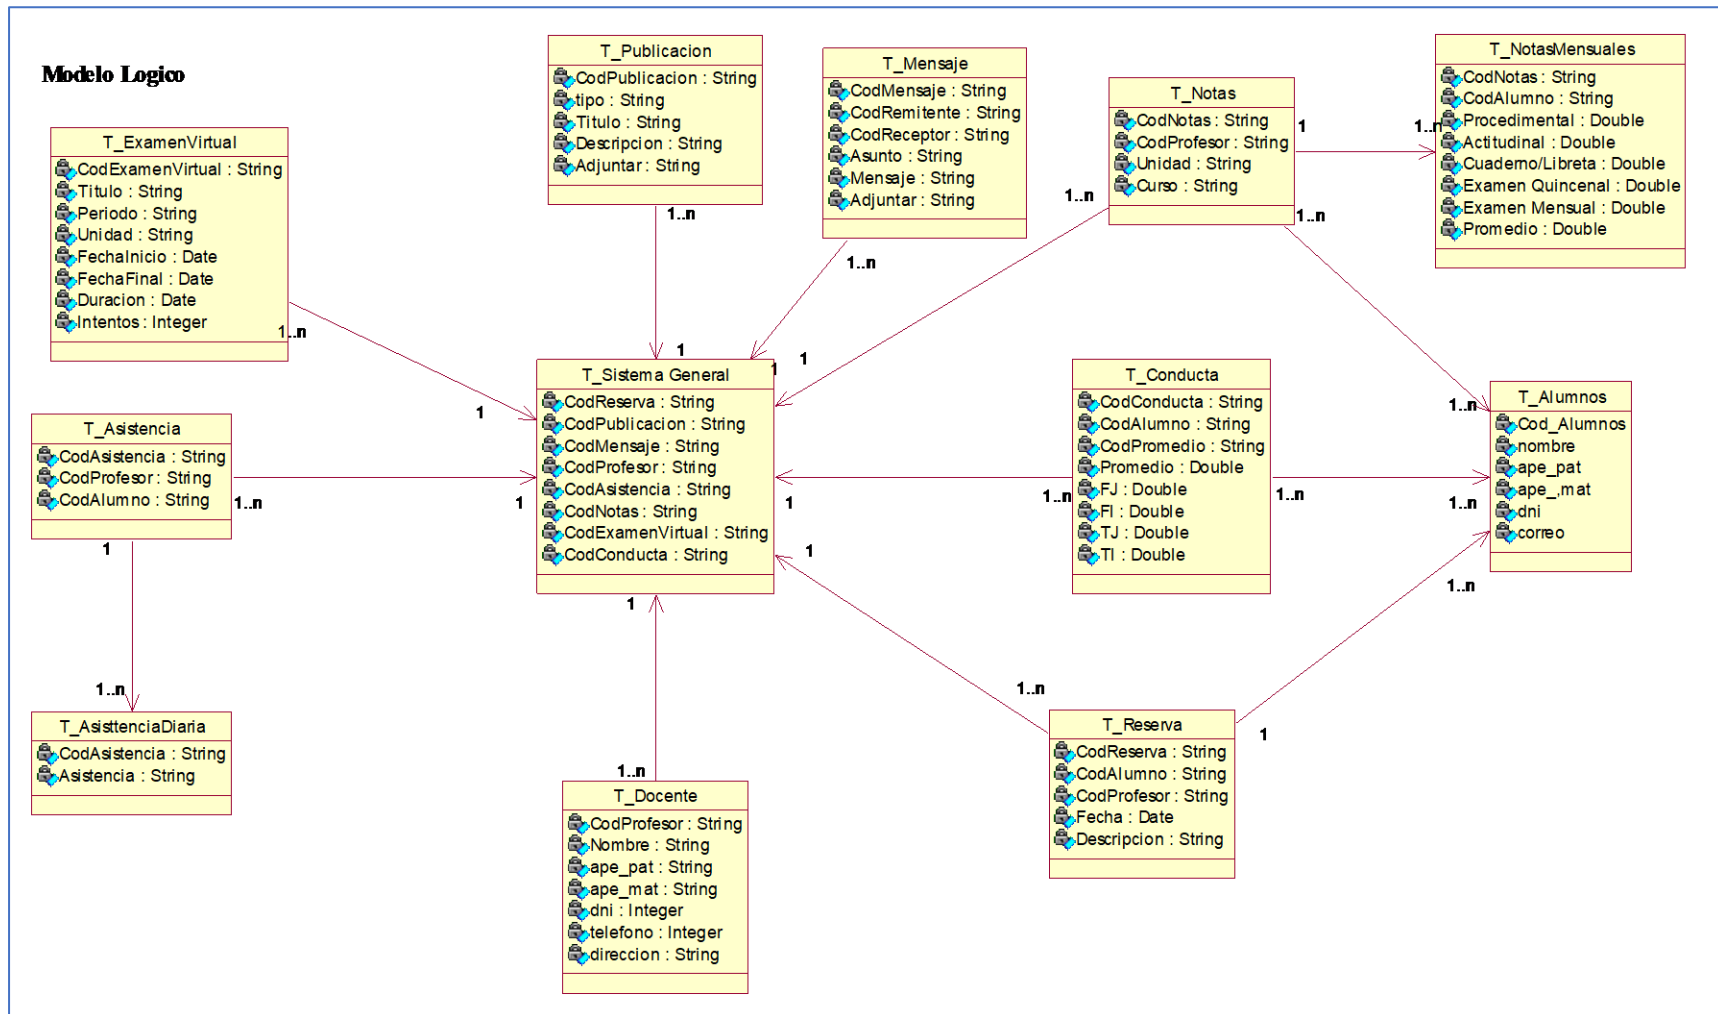 Modelo Logico
T_ExamenVirtual
CodExamenVirtual : String
Titulo : String
Periodo : String
Unidad : String
FechaInicio : Date
FechaFinal : Date
Duracion : Date
Intentos : Integer
1..n
1
T_Publicacion
CodPublicacion : String
tipo : String
Titulo : String
Descripcion : String
Adjuntar : String
1..n
1
T_Mensaje
CodMensaje : String
CodRemitente : String
CodReceptor : String
Asunto : String
Mensaje : String
Adjuntar : String
1..n
1
T_Notas
CodNotas : String
CodProfesor : String
Unidad : String
Curso : String
1
1..n
1..n
1
1..n
1..n
T_NotasMensuales
CodNotas : String
CodAlumno : String
Procedimental : Double
Actitudinal : Double
Cuaderno/Libreta : Double
Examen Quincenal : Double
Examen Mensual : Double
Promedio : Double
T_Asistencia
CodAsistencia : String
CodProfesor : String
CodAlumno : String
1..n
1
1
1..n
T_Sistema General
CodReserva : String
CodPublicacion : String
CodMensaje : String
CodProfesor : String
CodAsistencia : String
CodNotas : String
CodExamenVirtual : String
CodConducta : String
T_Conducta
CodConducta : String
CodAlumno : String
CodPromedio : String
Promedio : Double
FJ : Double
FI : Double
TJ : Double
TI : Double
1
1..n
1..n
1..n
T_Alumnos
Cod_Alumnos
nombre
ape_pat
ape_,mat
dni
correo
T_AsisttenciaDiaria
CodAsistencia : String
Asistencia : String
1
1..n
T_Docente
CodProfesor : String
Nombre : String
ape_pat : String
ape_mat : String
dni : Integer
telefono : Integer
direccion : String
1
1..n
1
1..n
T_Reserva
CodReserva : String
CodAlumno : String
CodProfesor : String
Fecha : Date
Descripcion : String